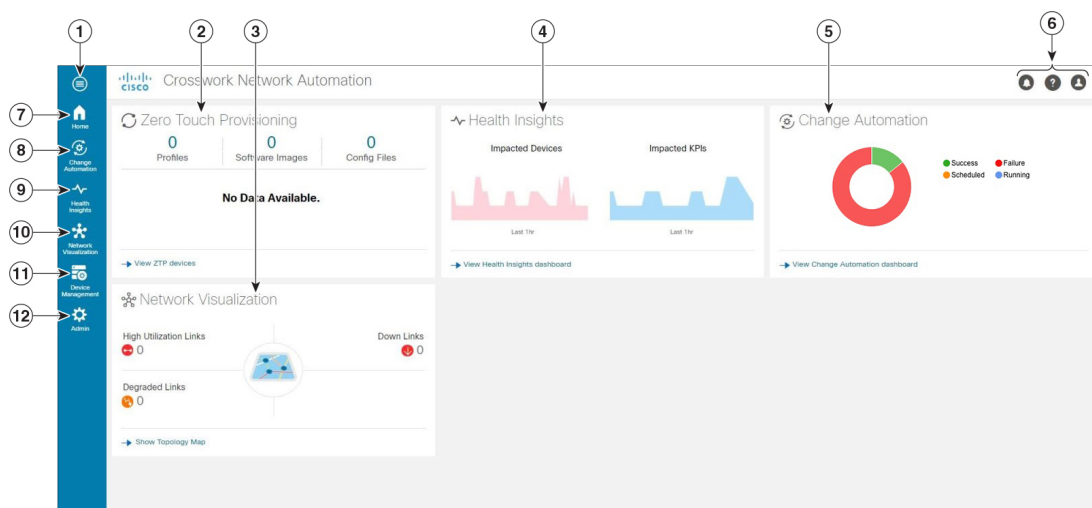 1
2
3
4
5
6
cisco Crosswork Network Automation
?
7
Home
8
Change
Automation
9
Health
Insights
10
Network
Visualization
11
Device
Management
12
Admin
Zero Touch Provisioning
0 0 0
Profiles Software Images Config Files
No Data Available.
View ZTP devices
Health Insights
Impacted Devices Impacted KPIs
Last 1hr Last 1hr
View Health Insights dashboard
Change Automation
Success Failure
Scheduled Running
View Change Automation dashboard
Network Visualization
High Utilization Links Down Links
0 0
Degraded Links
0
Show Topology Map